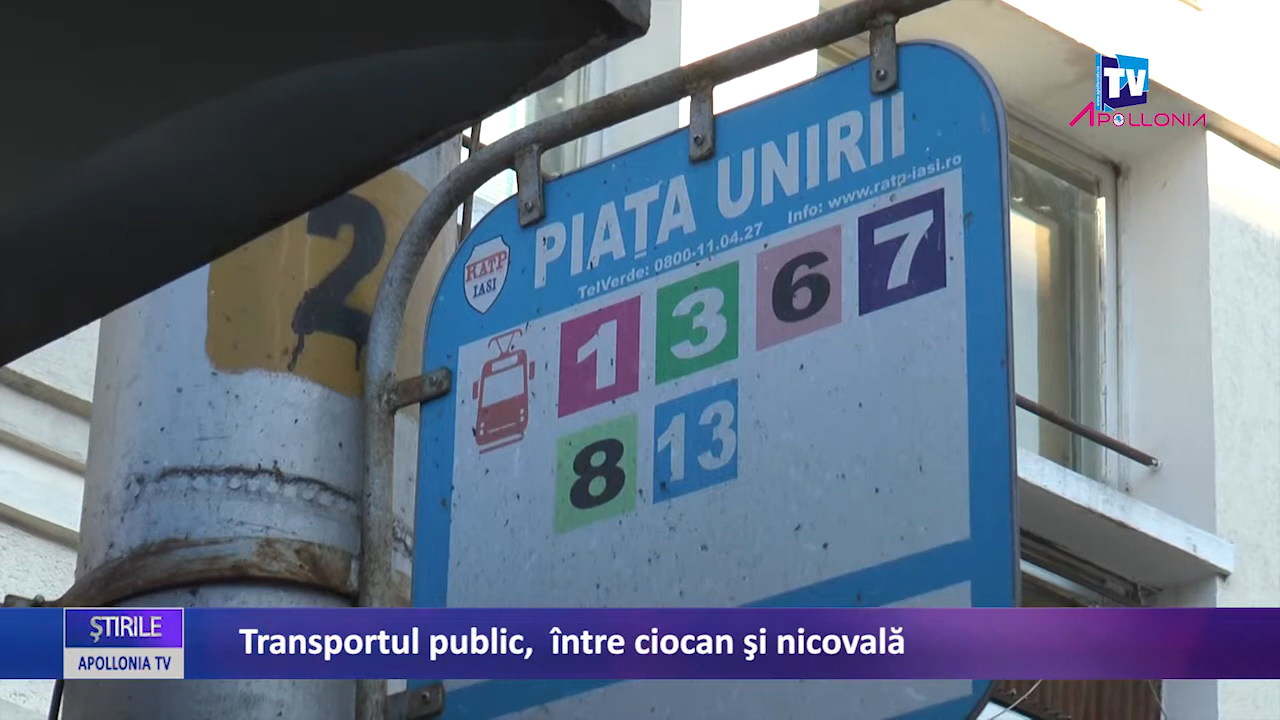 TV
APOLLONIA
PIAȚA UNIRII
TelVerde: 0800-11.04.27 Info: www.ratp-iasi.ro
RATP
IASI
2
1 3 6 7
8 13
ŞTIRILE
APOLLONIA TV
Transportul public, între ciocan şi nicovală